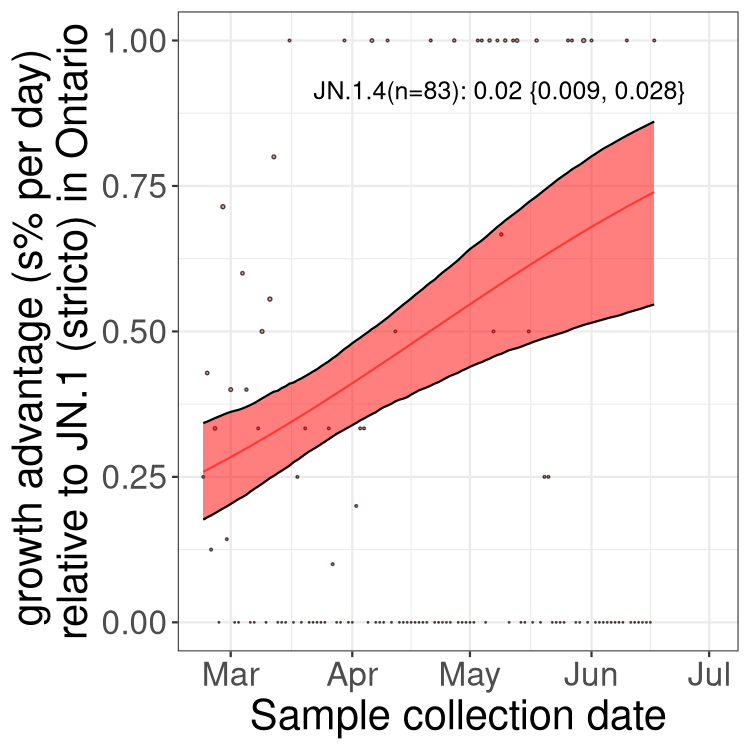 growth advantage (s% per day)
relative to JN.1 (stricto) in Ontario
1.00
0.75
0.50
0.25
0.00
JN.1.4(n=83): 0.02 {0.009, 0.028}
Mar Apr May Jun Jul
Sample collection date